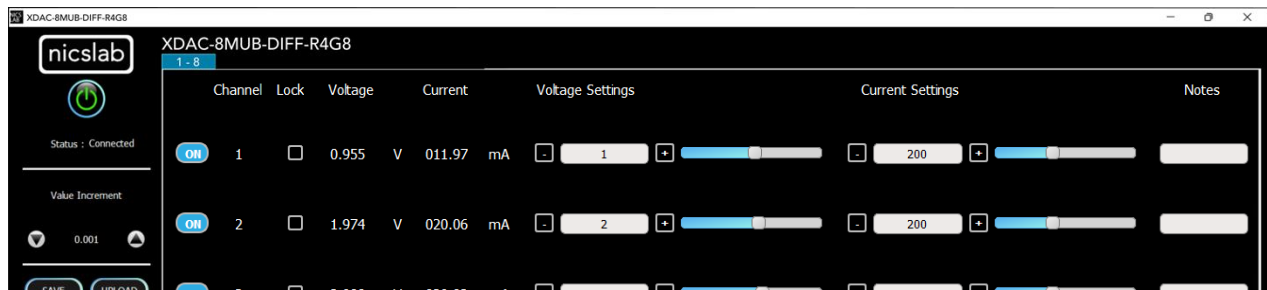 XDAC-8MUB-DIFF-R4G8
nicslab
XDAC-8MUB-DIFF-R4G8
1 - 8
Channel Lock Voltage Current Voltage Settings Current Settings Notes
Status : Connected
ON 1 0.955 V 011.97 mA - 1 + - 200 +
Value Increment
0.001
ON 2 1.974 V 020.06 mA - 2 + - 200 +
SAVE UPLOAD